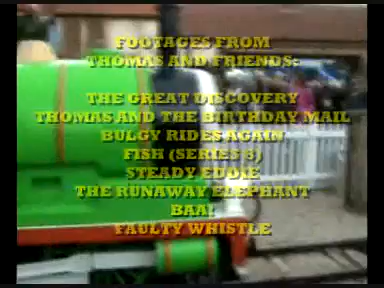 FOOTAGES FROM
THOMAS AND FRIENDS:
THE GREAT DISCOVERY
THOMAS AND THE BIRTHDAY MAIL
BULGY RIDES AGAIN
FISH (SERIES 8)
STEADY EDDIE
THE RUNAWAY ELEPHANT
BAA!
FAULTY WHISTLE